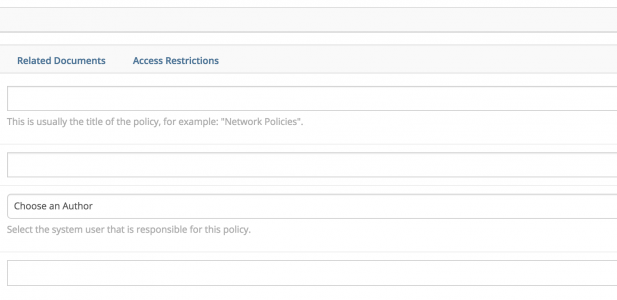 Related Documents Access Restrictions
This is usually the title of the policy, for example: "Network Policies".
Choose an Author
Select the system user that is responsible for this policy.